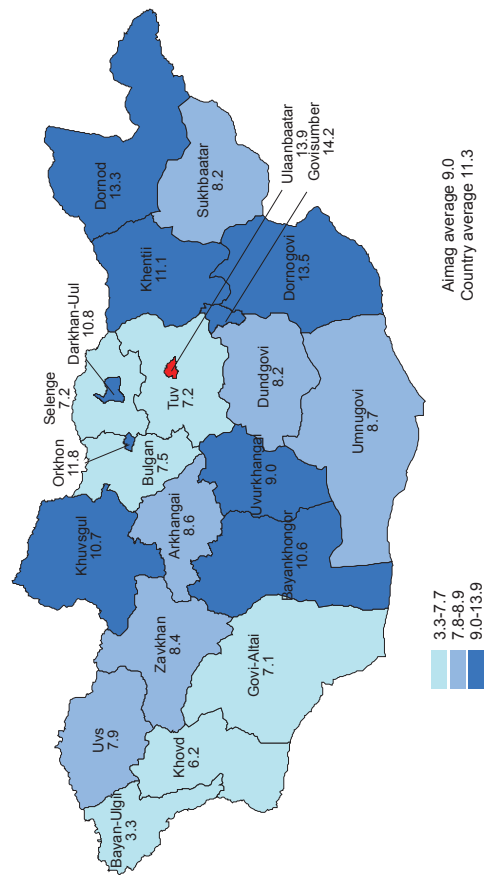 Bayan-Ulgii
3.3
Uvs
7.9
Khovd
6.2
Zavkhan
8.4
Govi-Altai
7.1
Khuvsgul
10.7
Arkhangai
8.6
Bayankhongor
10.6
Orkhon
11.8
Bulgan
7.5
Uvurkhangai
9.0
Selenge
7.2
Darkhan-Uul
10.8
Tuv
7.2
Dundgovi
8.2
Umnugovi
8.7
Khentii
11.1
Dornod
13.3
Sukhbaatar
8.2
Dornogovi
13.5
Ulaanbaatar
13.9
Govisumber
14.2
3.3-7.7
7.8-8.9
9.0-13.9
Aimag average 9.0
Country average 11.3